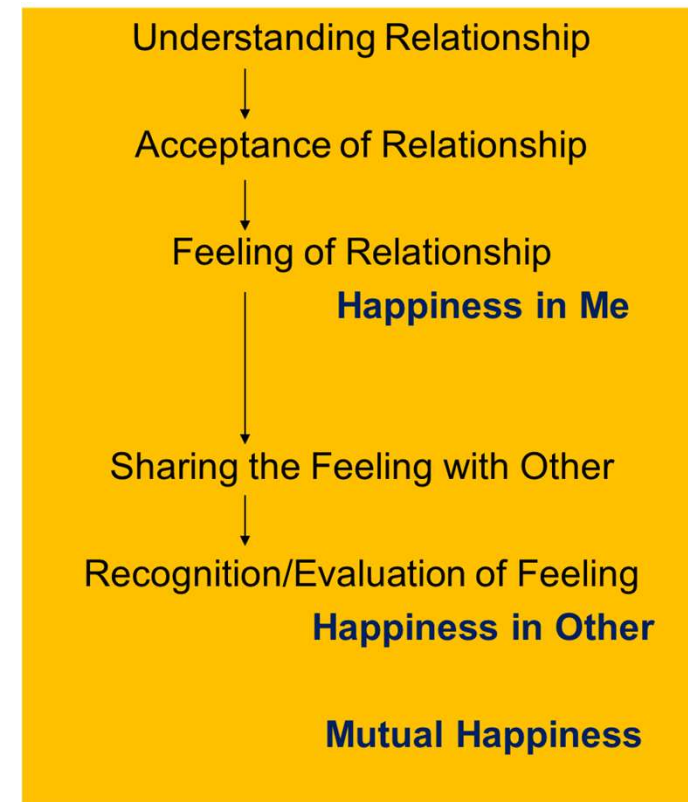 Understanding Relationship
Acceptance of Relationship
Feeling of Relationship
Happiness in Me
Sharing the Feeling with Other
Recognition/Evaluation of Feeling
Happiness in Other
Mutual Happiness